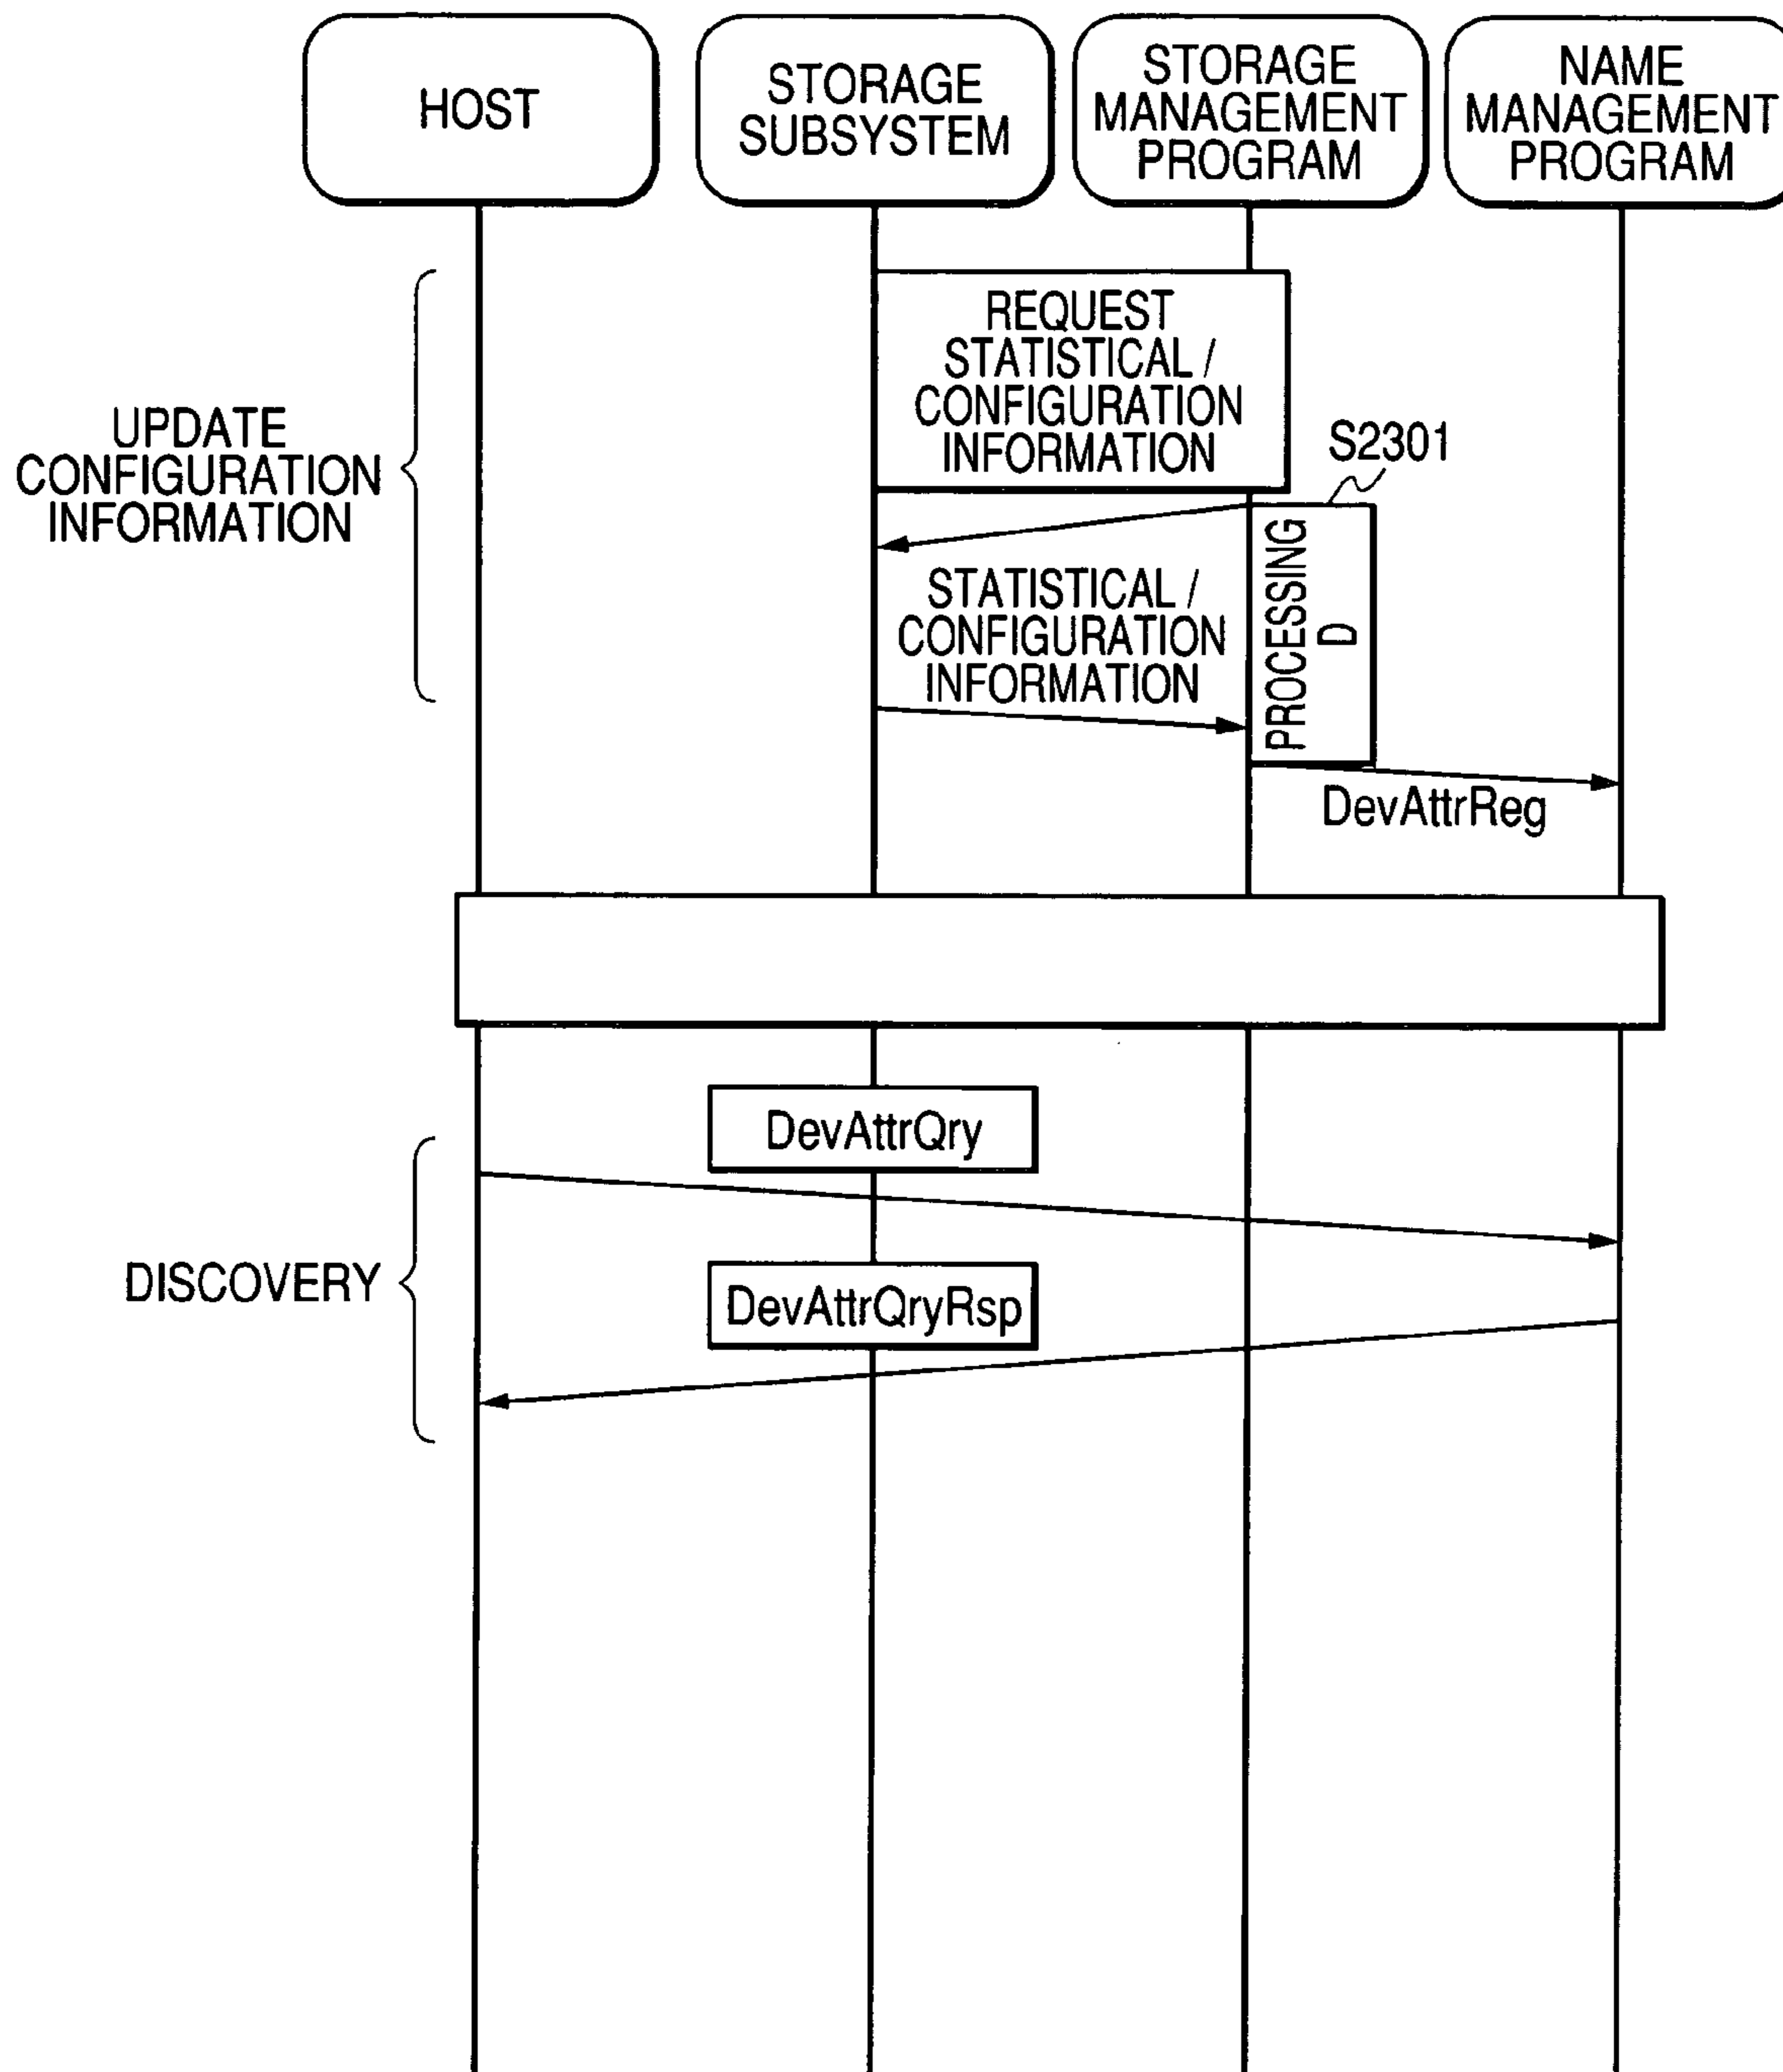 HOST
STORAGE
SUBSYSTEM
STORAGE
MANAGEMENT
PROGRAM
NAME
MANAGEMENT
PROGRAM
REQUEST
STATISTICAL /
CONFIGURATION
INFORMATION
UPDATE
CONFIGURATION
INFORMATION
S2301
PROCESSING
D
STATISTICAL /
CONFIGURATION
INFORMATION
DevAttrReg
DevAttrQry
DISCOVERY
DevAttrQryRsp